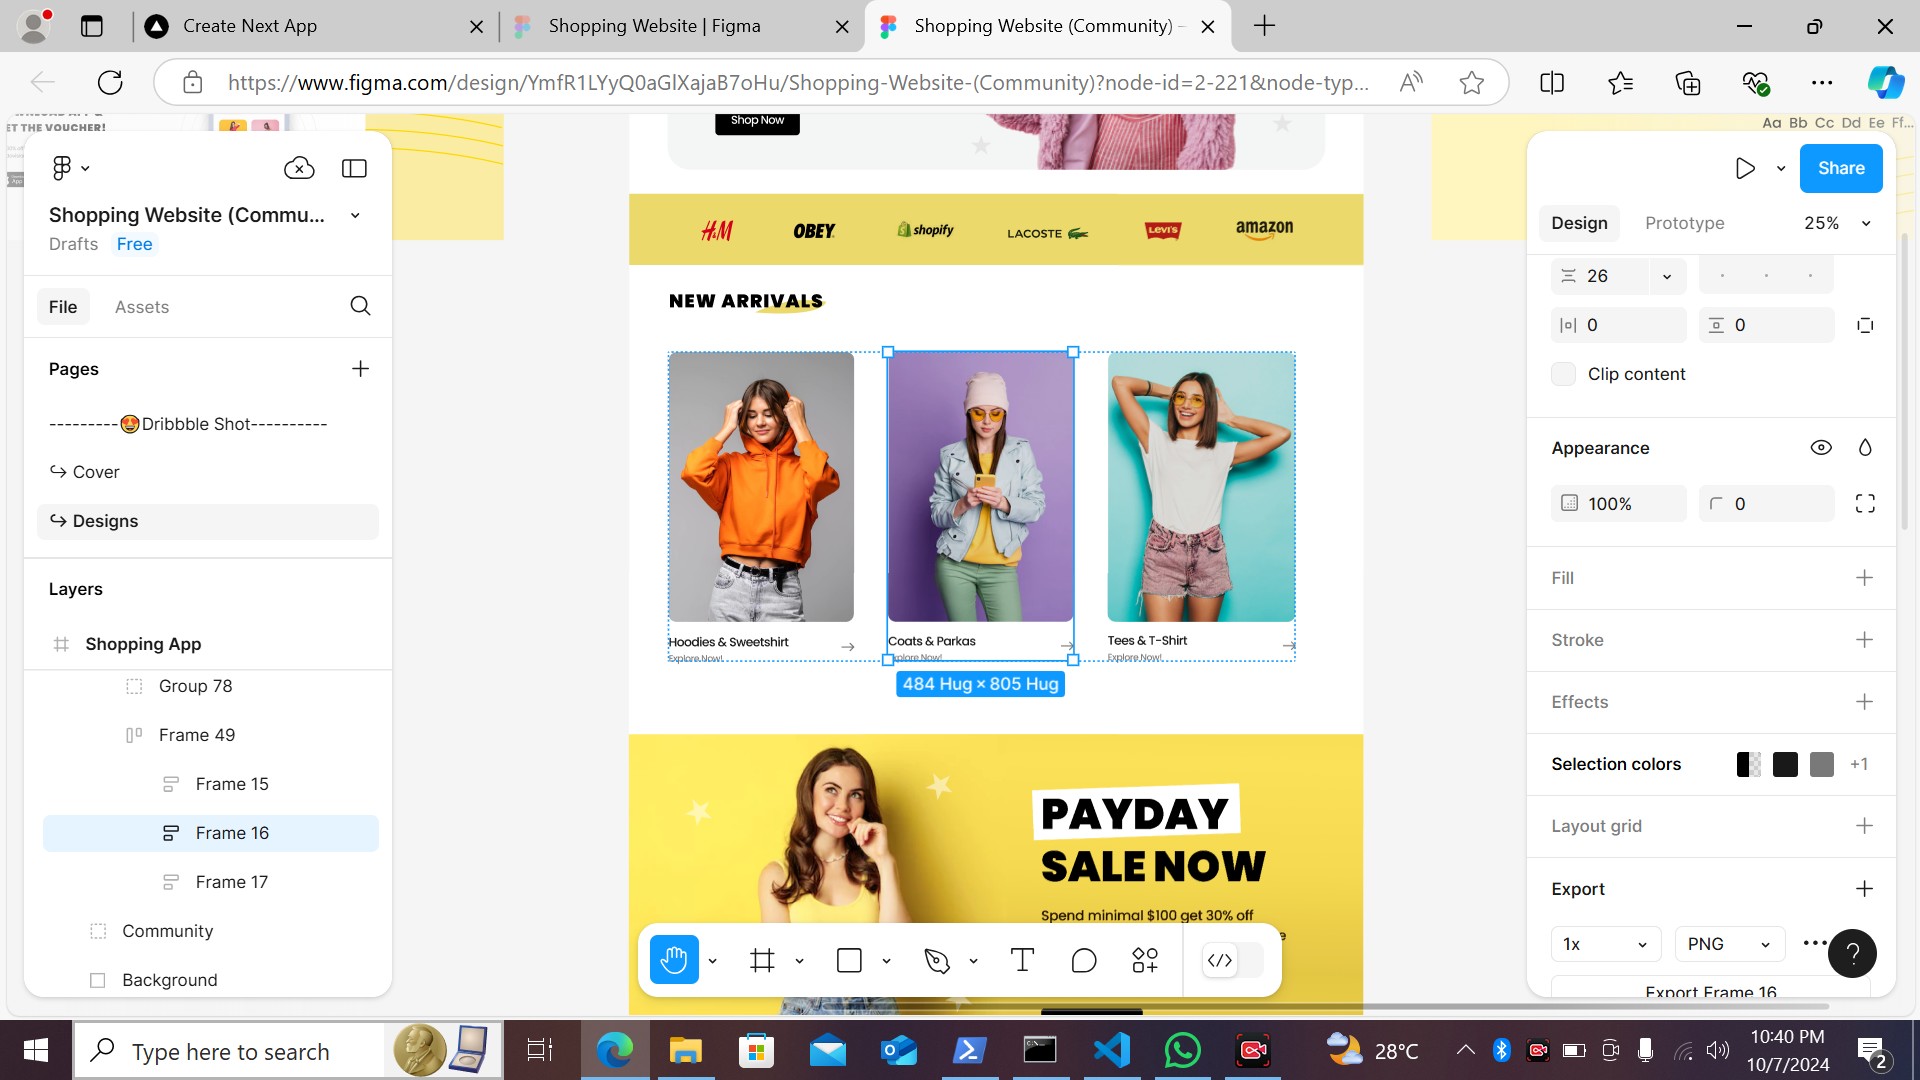 Create Next App
Shopping Website | Figma
Shopping Website (Community) –
https://www.figma.com/design/YmfR1LYyQ0aGlXajaB7oHu/Shopping-Website-(Community)?node-id=2-221&node-typ...
ET THE VOUCHER!
Shop Now
Aa Bb Cc Dd Ee Ff...
Shopping Website (Commu...
Drafts
Free
File
Assets
Pages
---------😍Dribbble Shot----------
↪ Cover
↪ Designs
Layers
Shopping App
Group 78
Frame 49
Frame 15
Frame 16
Frame 17
Community
Background
H&M
OBEY
shopify
LACOSTE
LEVI'S
amazon
NEW ARRIVALS
Hoodies & Sweetshirt
Explore Now!
Coats & Parkas
Explore Now!
Tees & T-Shirt
Explore Now!
484 Hug × 805 Hug
PAYDAY
SALE NOW
Spend minimal $100 get 30% off
Share
Design
Prototype
25%
26
0
0
Clip content
Appearance
100%
0
Fill
Stroke
Effects
Selection colors
+1
Layout grid
Export
1x
PNG
Export Frame 16
?
Type here to search
28°C
10:40 PM
10/7/2024
2